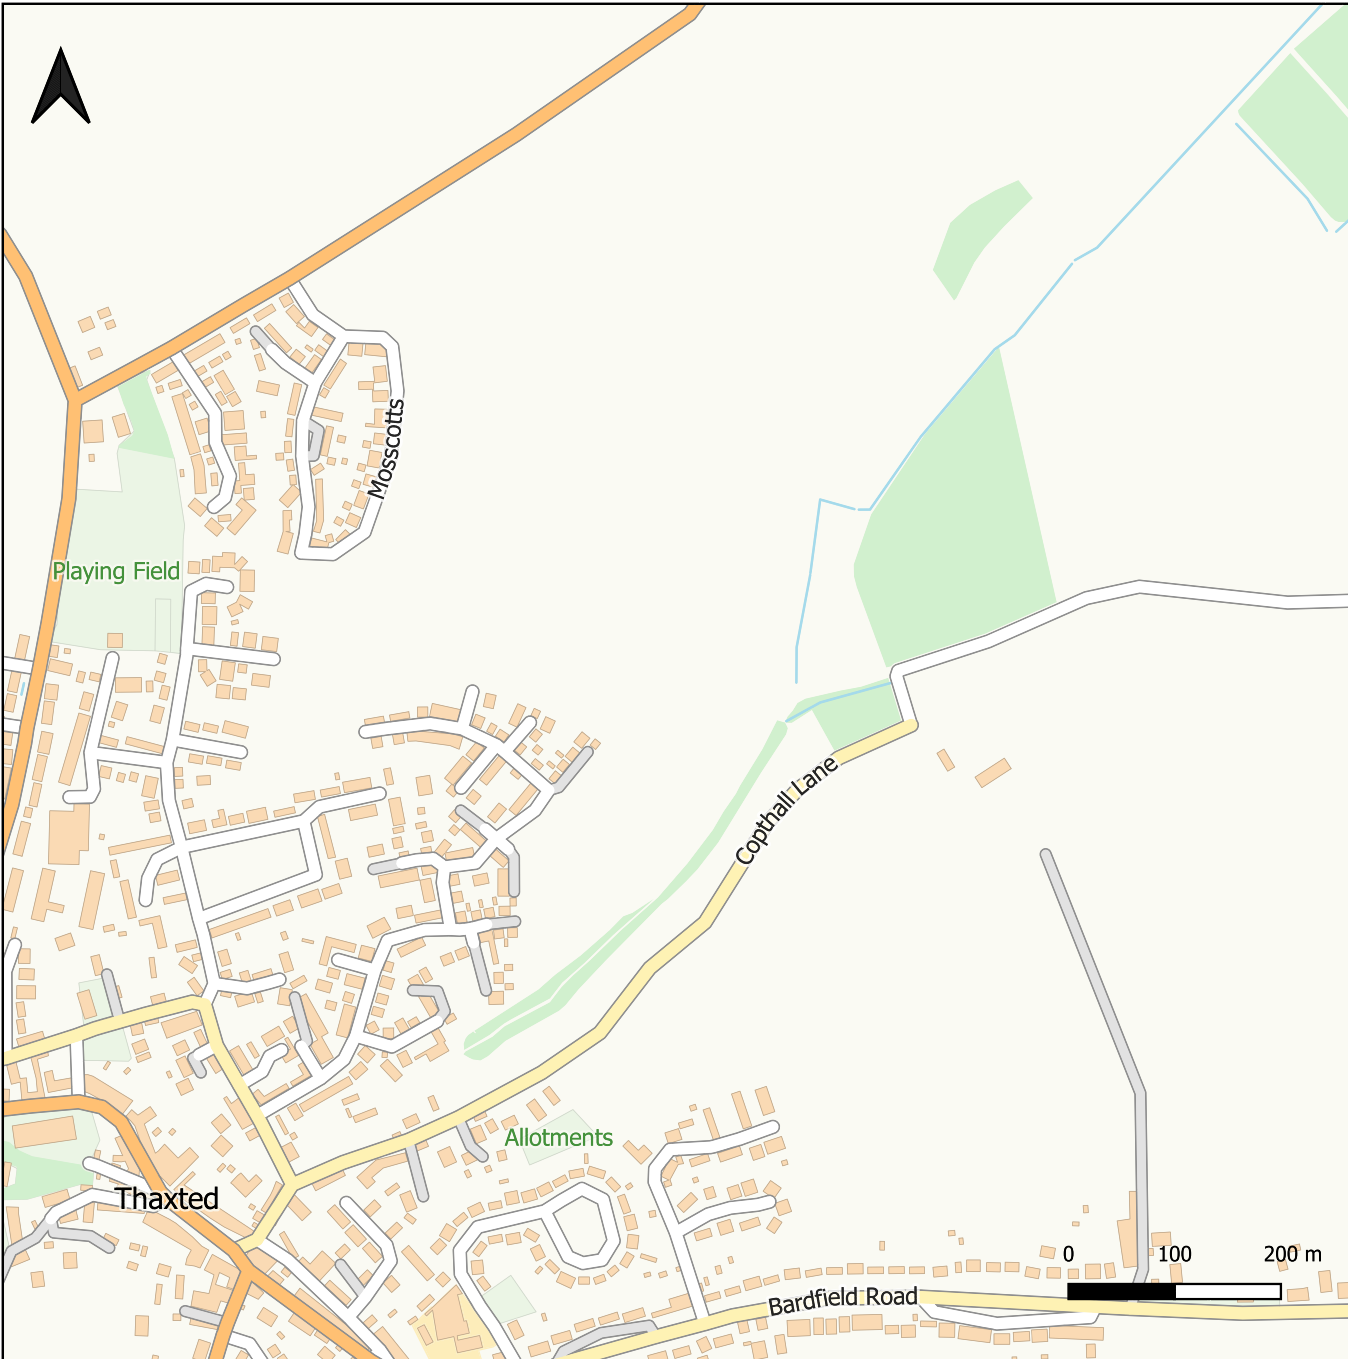 Mosscotts
Playing Field
Copthall Lane
Allotments
Thaxted
0 100 200 m
Bardfield Road